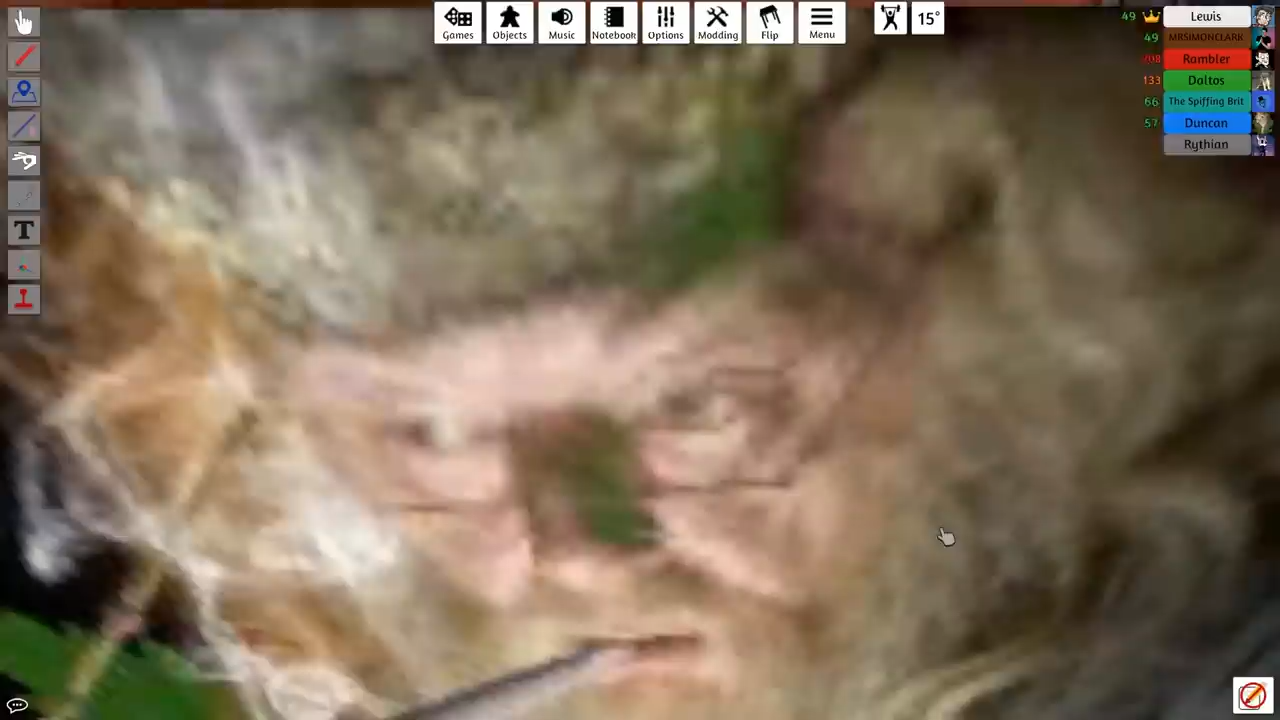 Games Objects Music Notebook Options Modding Flip Menu 15°
T
49 Lewis
49 MRSIMONCLARK
208 Rambler
133 Daltos
66 The Spiffing Brit
57 Duncan
Rythian